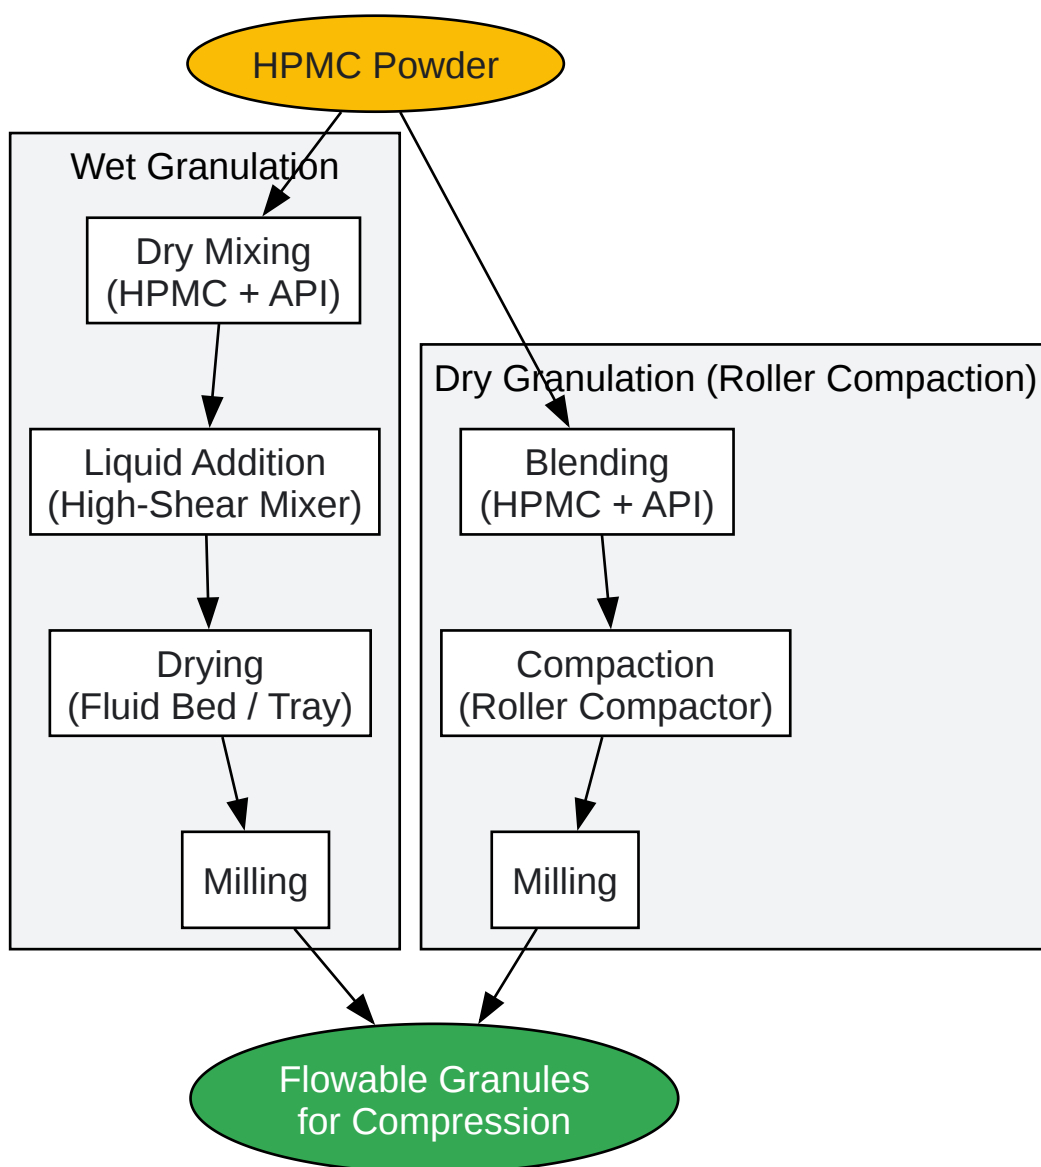 HPMC Powder
Wet Granulation
Dry Mixing
(HPMC + API)
Liquid Addition
(High-Shear Mixer)
Drying
(Fluid Bed / Tray)
Milling
Dry Granulation (Roller Compaction)
Blending
(HPMC + API)
Compaction
(Roller Compactor)
Milling
Flowable Granules
for Compression